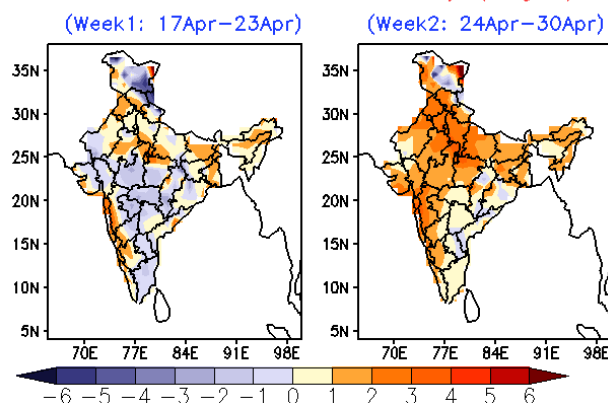 (Week1: 17Apr-23Apr) (Week2: 24Apr-30Apr)
35N 35N
30N 30N
25N 25N
20N 20N
15N 15N
10N 10N
5N 5N
70E 77E 84E 91E 98E 70E 77E 84E 91E 98E
-6 -5 -4 -3 -2 -1 0 1 2 3 4 5 6